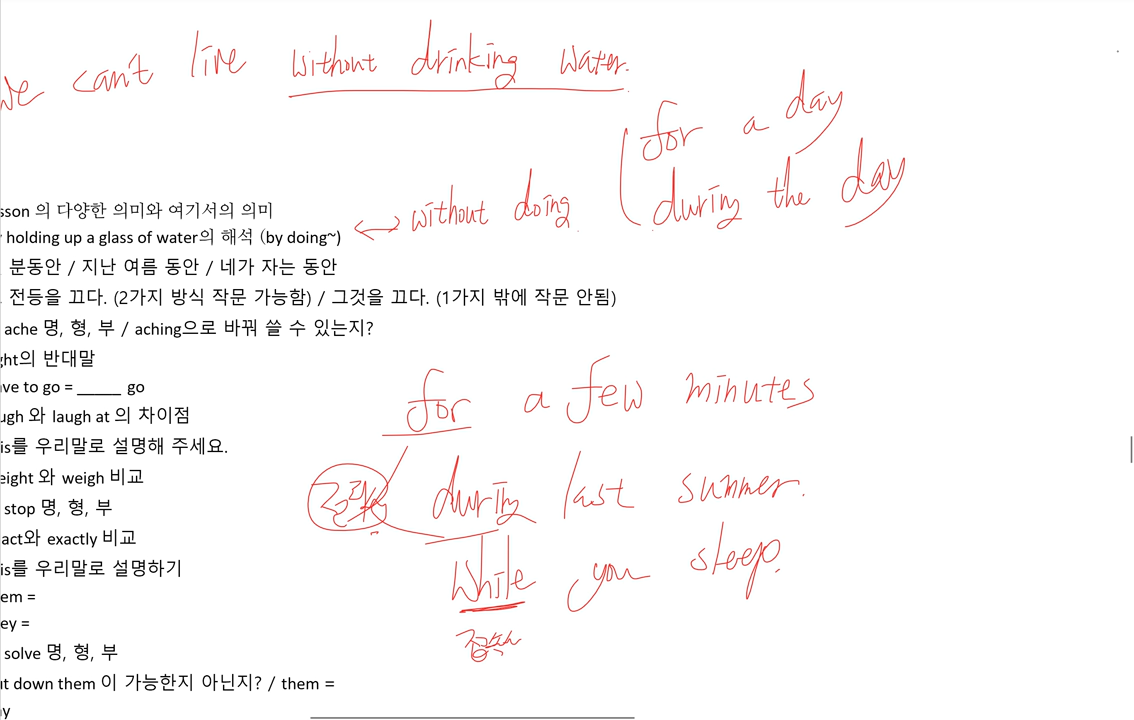 We can't live without drinking water.
for a day
during the day
without doing
sson 의 다양한 의미와 여기서의 의미
holding up a glass of water의 해석 (by doing~)
분동안 / 지난 여름 동안 / 네가 자는 동안
전등을 끄다. (2가지 방식 작문 가능함) / 그것을 끄다. (1가지 밖에 작문 안됨)
ache 명, 형, 부 / aching으로 바꿔 쓸 수 있는지?
ght의 반대말
ve to go = _____ go
ugh 와 laugh at 의 차이점
is를 우리말로 설명해 주세요.
eight 와 weigh 비교
stop 명, 형, 부
act와 exactly 비교
is를 우리말로 설명하기
em =
ey =
solve 명, 형, 부
ut down them 이 가능한지 아닌지? / them =
y
for a few minutes
during last summer.
while you sleep.